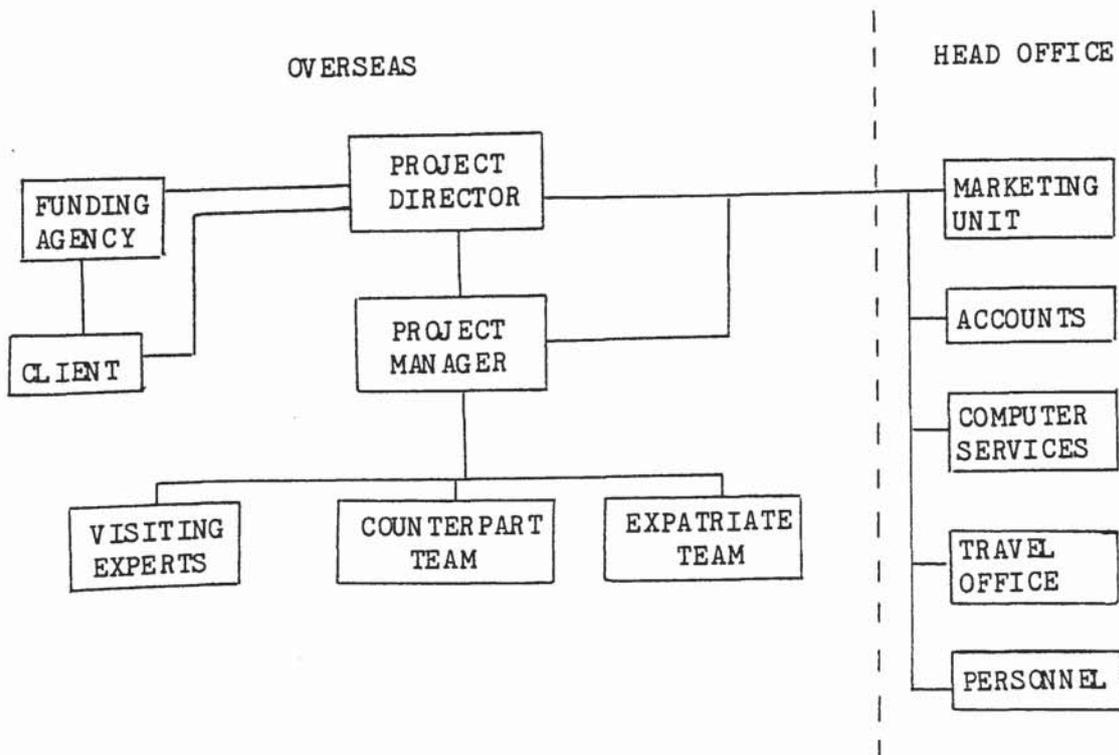 OVERSEAS
HEAD OFFICE
PROJECT
DIRECTOR
FUNDING
AGENCY
MARKETING
UNIT
CLIENT
PROJECT
MANAGER
ACCOUNTS
COMPUTER
SERVICES
VISITING
EXPERTS
COUNTERPART
TEAM
EXPATRIATE
TEAM
TRAVEL
OFFICE
PERSONNEL